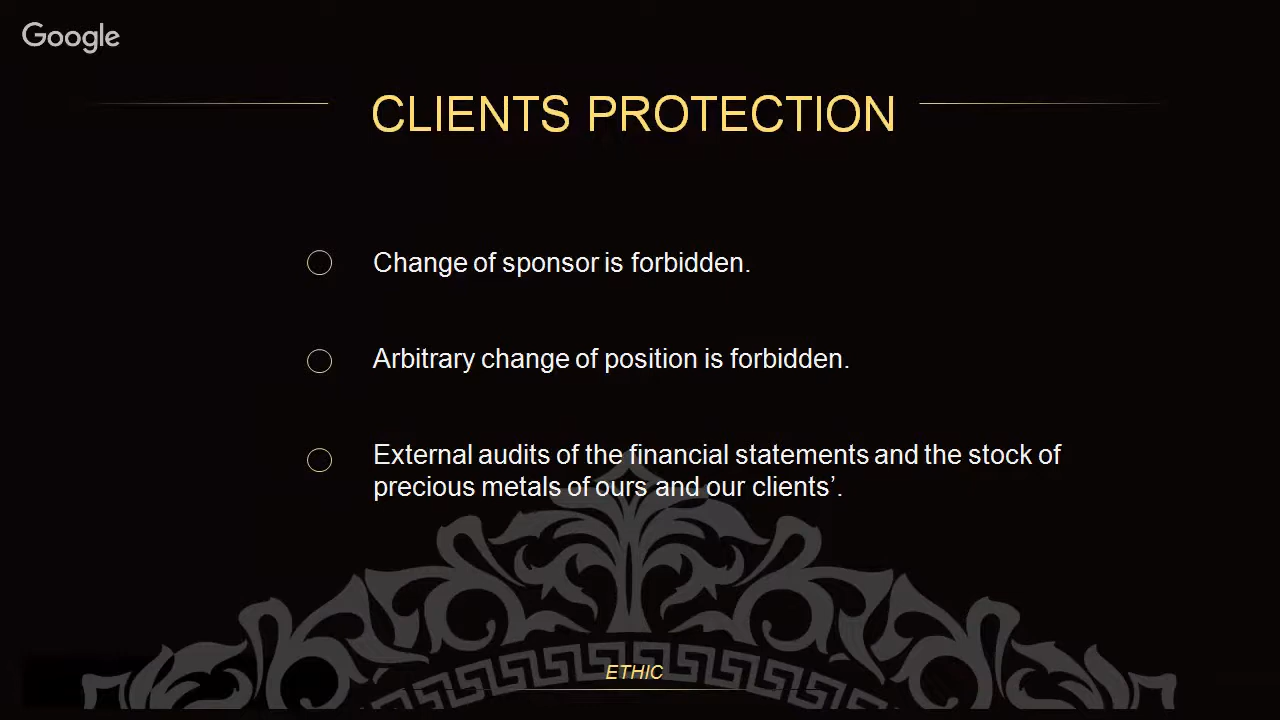 Google
CLIENTS PROTECTION
Change of sponsor is forbidden.
Arbitrary change of position is forbidden.
External audits of the financial statements and the stock of
precious metals of ours and our clients’.
ETHIC